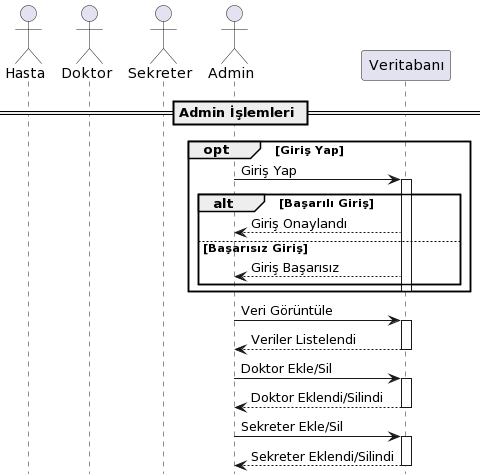 Hasta Doktor Sekreter Admin Veritabanı
Admin İşlemleri
opt [Giriş Yap]
Giriş Yap
alt [Başarılı Giriş]
Giriş Onaylandı
[Başarısız Giriş]
Giriş Başarısız
Veri Görüntüle
Veriler Listelendi
Doktor Ekle/Sil
Doktor Eklendi/Silindi
Sekreter Ekle/Sil
Sekreter Eklendi/Silindi